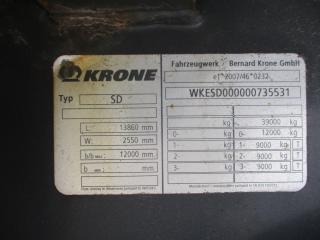 KRONE
Typ SD
L: 13860 mm
W: 2550 mm
b/b max.: 12000 mm
b mm
Fahrzeugwerk Bernard Krone GmbH
e1*2007/46*0232
WKESD000000735531
kg- 39000 kg
0- kg- 12000 kg
1- kg 1- 9000 kg T
2- kg 2- 9000 kg T
3- kg 3- 9000 kg T